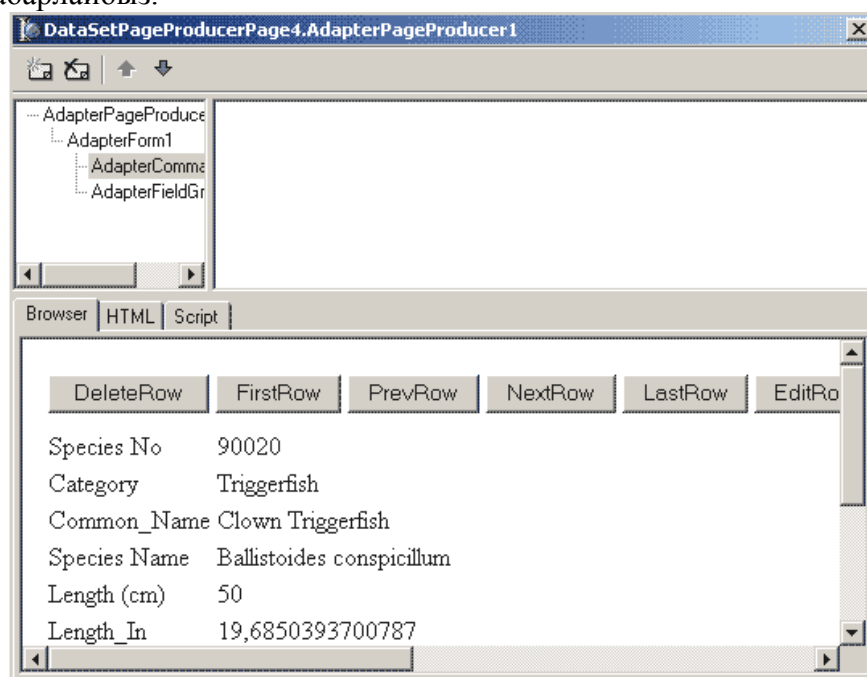 DataSetPageProducerPage4.AdapterPageProducer1
AdapterPageProduce
AdapterForm1
AdapterComma
AdapterFieldGr
Browser HTML Script
DeleteRow FirstRow PrevRow NextRow LastRow EditRo
Species No 90020
Category Triggerfish
Common_Name Clown Triggerfish
Species Name Ballistoides conspicillum
Length (cm) 50
Length_In 19,6850393700787